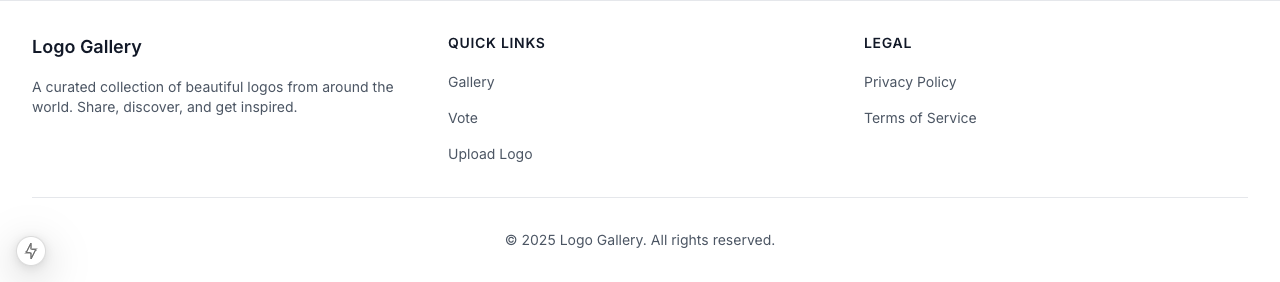 Logo Gallery
A curated collection of beautiful logos from around the
world. Share, discover, and get inspired.
QUICK LINKS
Gallery
Vote
Upload Logo
LEGAL
Privacy Policy
Terms of Service
© 2025 Logo Gallery. All rights reserved.